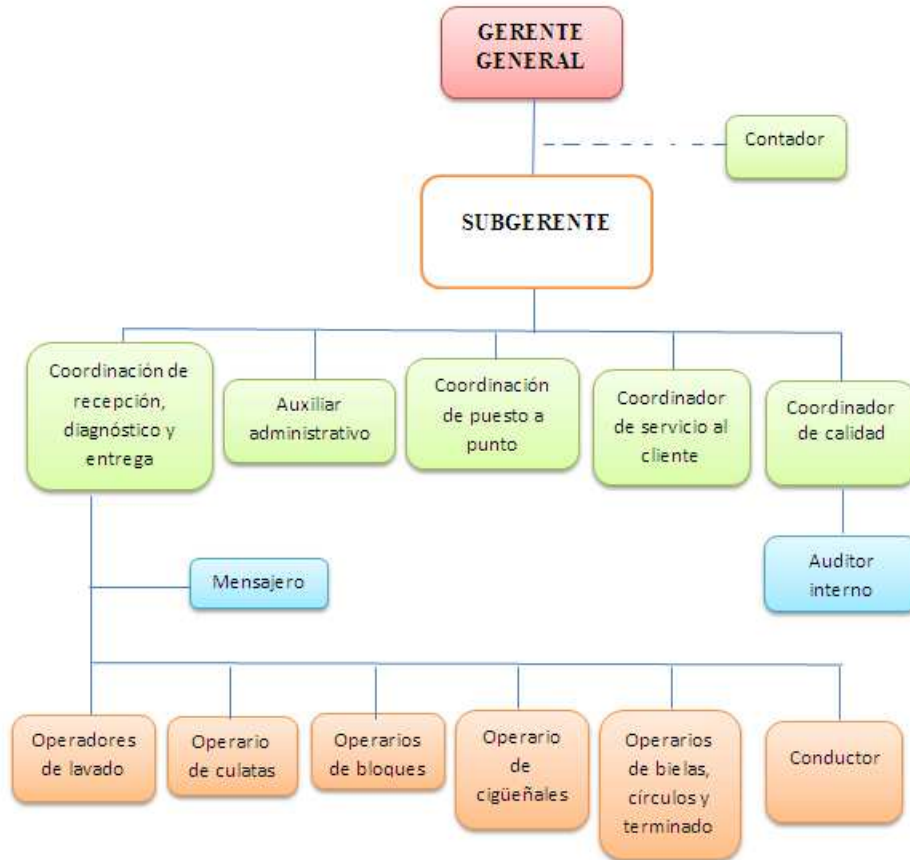 GERENTE
GENERAL
Contador
SUBGERENTE
Coordinación de
recepción,
diagnóstico y
entrega
Auxiliar
administrativo
Coordinación
de puesto a
punto
Coordinador
de servicio al
cliente
Coordinador
de calidad
Mensajero
Auditor
interno
Operadores
de lavado
Operario
de culatas
Operarios
de bloques
Operario
de
cigüeñales
Operarios
de bielas,
círculos y
terminado
Conductor